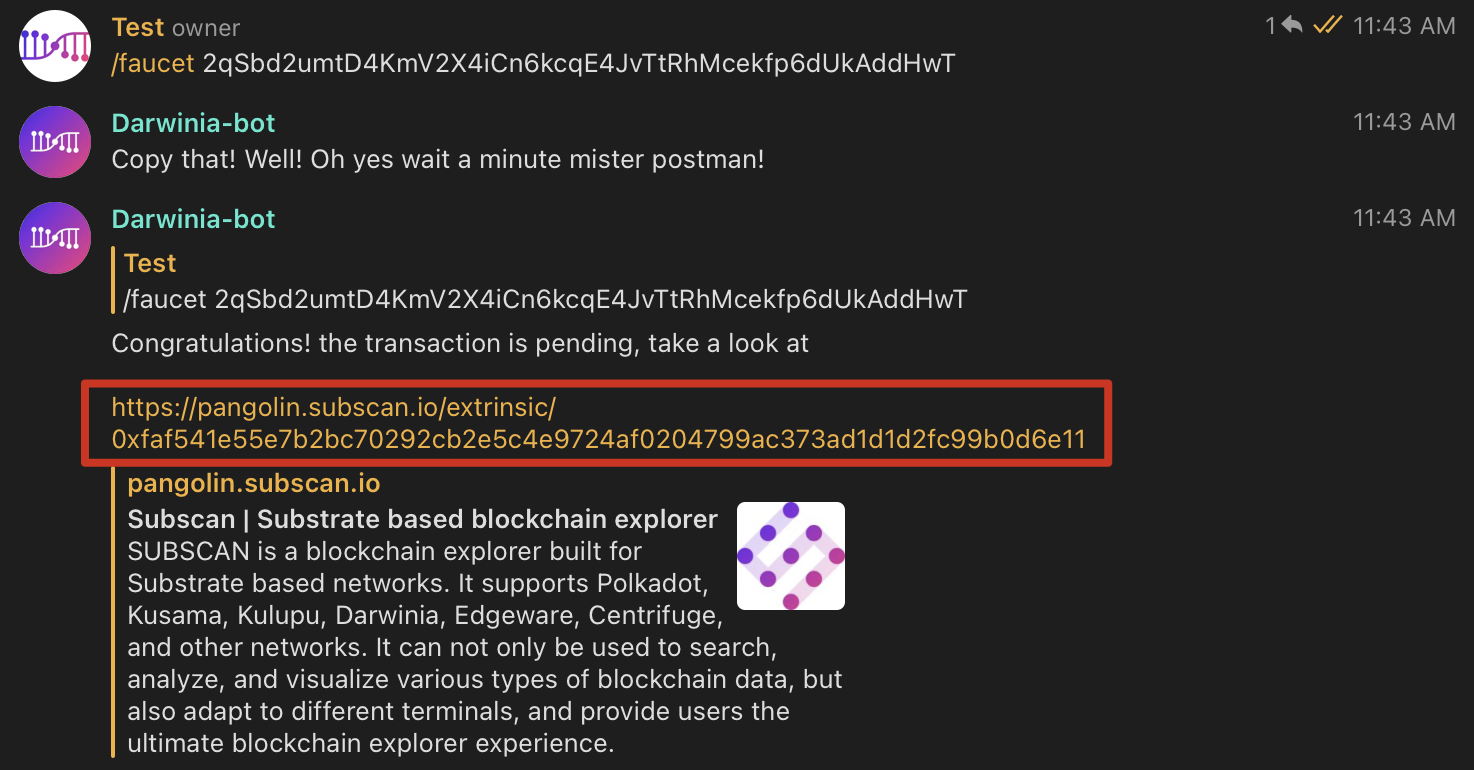 Test owner 1 11:43 AM
/faucet 2qSbd2umtD4KmV2X4iCn6kcqE4JvTtRhMcekfp6dUkAddHwT
Darwinia-bot 11:43 AM
Copy that! Well! Oh yes wait a minute mister postman!
Darwinia-bot 11:43 AM
Test
/faucet 2qSbd2umtD4KmV2X4iCn6kcqE4JvTtRhMcekfp6dUkAddHwT
Congratulations! the transaction is pending, take a look at
https://pangolin.subscan.io/extrinsic/
0xfaf541e55e7b2bc70292cb2e5c4e9724af0204799ac373ad1d1d2fc99b0d6e11
pangolin.subscan.io
Subscan | Substrate based blockchain explorer
SUBSCAN is a blockchain explorer built for
Substrate based networks. It supports Polkadot,
Kusama, Kulupu, Darwinia, Edgeware, Centrifuge,
and other networks. It can not only be used to search,
analyze, and visualize various types of blockchain data, but
also adapt to different terminals, and provide users the
ultimate blockchain explorer experience.